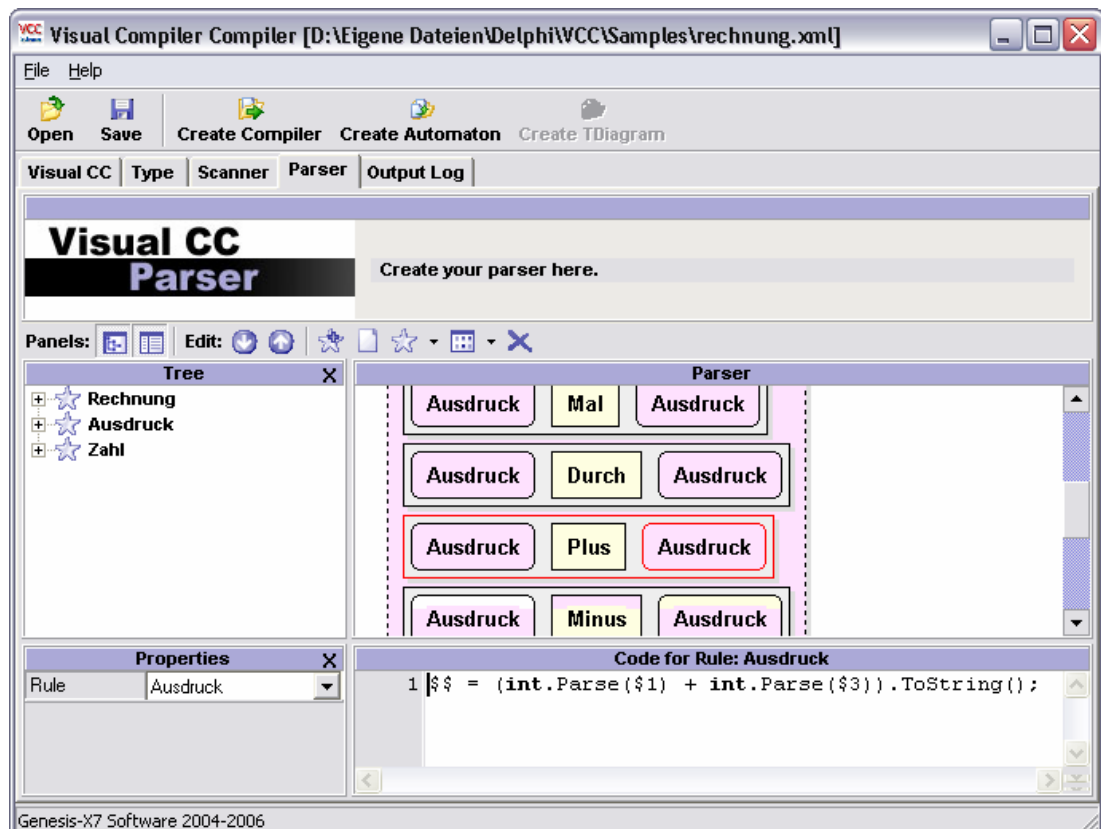 VCC
Visual Compiler Compiler [D:\Eigene Dateien\Delphi\VCC\Samples\rechnung.xml]
File Help
Open Save Create Compiler Create Automaton Create TDiagram
Visual CC Type Scanner Parser Output Log
Visual CC
Parser
Create your parser here.
Panels: Edit:
Tree X
Rechnung
Ausdruck
Zahl
Parser
Ausdruck Mal Ausdruck
Ausdruck Durch Ausdruck
Ausdruck Plus Ausdruck
Ausdruck Minus Ausdruck
Properties X
Rule Ausdruck
Code for Rule: Ausdruck
1 $$ = (int.Parse($1) + int.Parse($3)).ToString();
Genesis-X7 Software 2004-2006